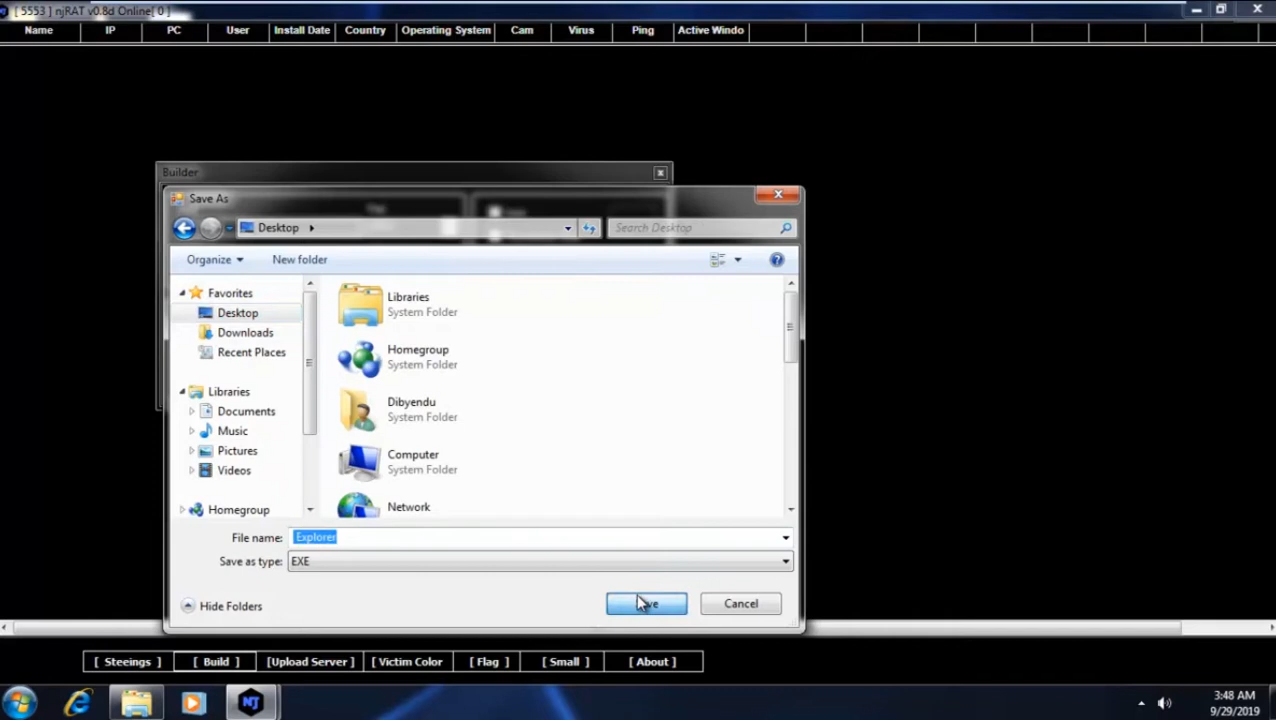 [ 5553 ] njRAT v0.8d Online[ 0 ]
Name IP PC User Install Date Country Operating System Cam Virus Ping Active Windo
Builder
Save As
Desktop
Search Desktop
Organize New folder
Favorites
Desktop
Downloads
Recent Places
Libraries
Documents
Music
Pictures
Videos
Homegroup
Libraries
System Folder
Homegroup
System Folder
Dibyendu
System Folder
Computer
System Folder
Network
File name: Explorer
Save as type: EXE
Hide Folders
Cancel
[ Steeings ] [ Build ] [Upload Server ] [ Victim Color [ Flag ] [ Small ] [ About ]
NJ
3:48 AM
9/29/2019